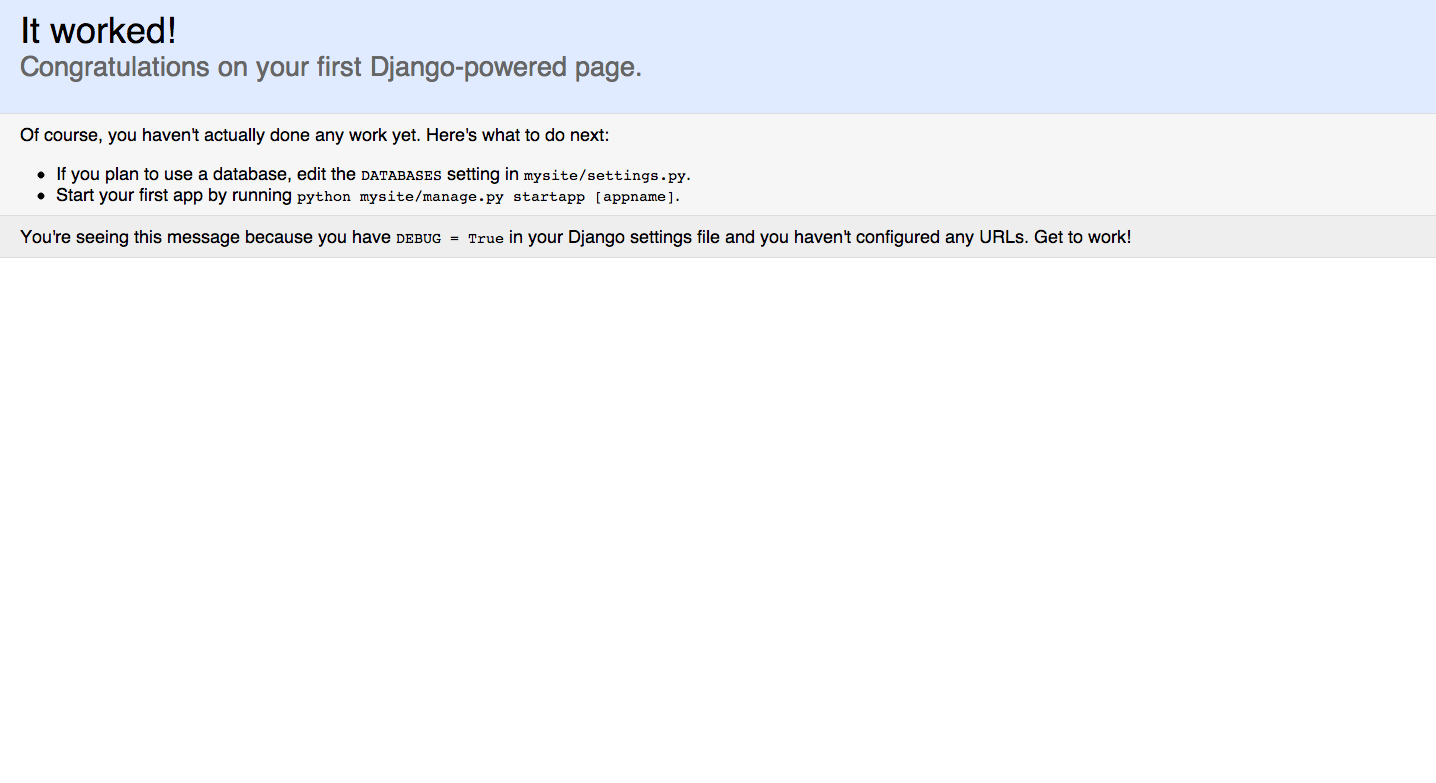 It worked!
Congratulations on your first Django-powered page.
Of course, you haven't actually done any work yet. Here's what to do next:
If you plan to use a database, edit the DATABASES setting in mysite/settings.py.
Start your first app by running python mysite/manage.py startapp [appname].
You're seeing this message because you have DEBUG = True in your Django settings file and you haven't configured any URLs. Get to work!